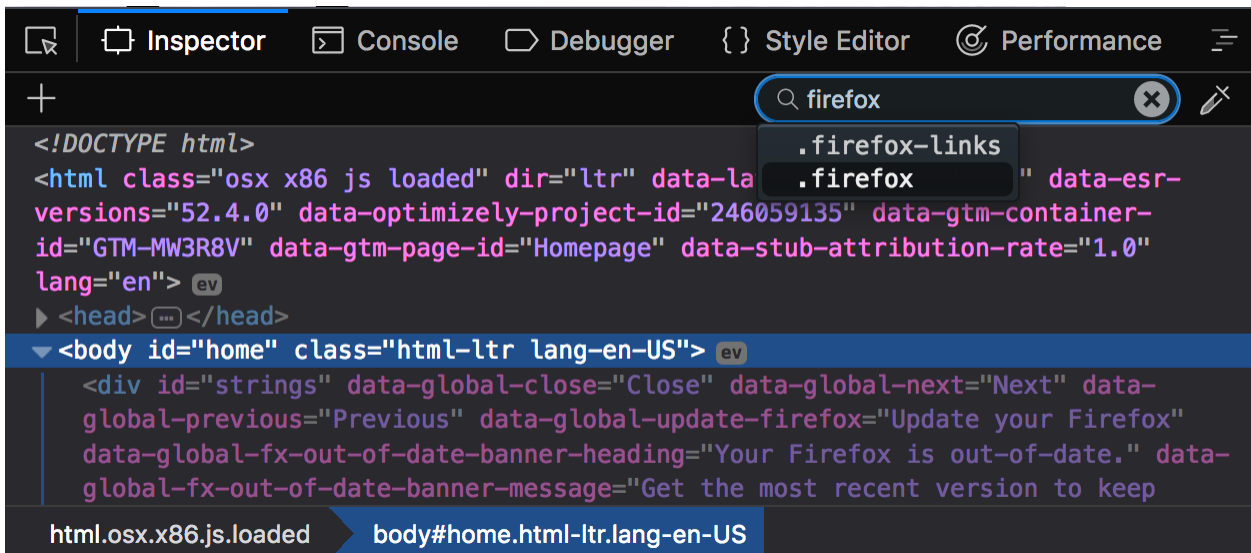 Inspector Console Debugger { } Style Editor Performance
firefox
.firefox-links
.firefox
<!DOCTYPE html>
<html class="osx x86 js loaded" dir="ltr" data-la " data-esr-
versions="52.4.0" data-optimizely-project-id="246059135" data-gtm-container-
id="GTM-MW3R8V" data-gtm-page-id="Homepage" data-stub-attribution-rate="1.0"
lang="en"> ev
<head>…</head>
<body id="home" class="html-ltr lang-en-US"> ev
<div id="strings" data-global-close="Close" data-global-next="Next" data-
global-previous="Previous" data-global-update-firefox="Update your Firefox"
data-global-fx-out-of-date-banner-heading="Your Firefox is out-of-date." data-
global-fx-out-of-date-banner-message="Get the most recent version to keep
html.osx.x86.js.loaded body#home.html-ltr.lang-en-US